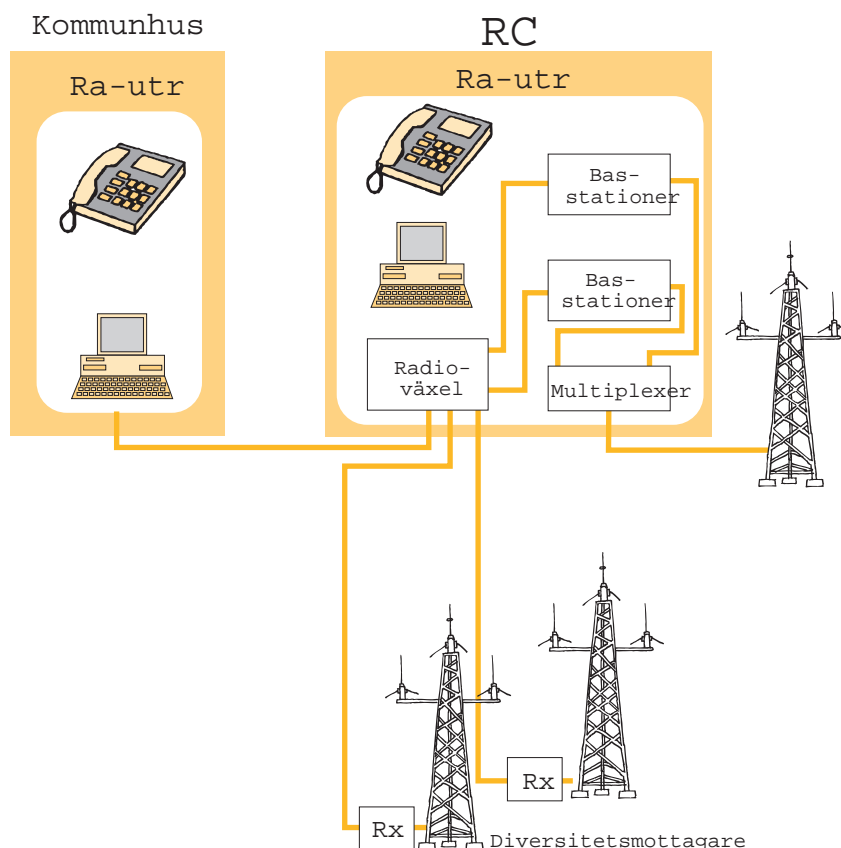 Kommunhus
RC
Ra-utr
Ra-utr
Bas-
stationer
Bas-
stationer
Radio-
växel
Multiplexer
Rx
Rx
Diversitetsmottagare